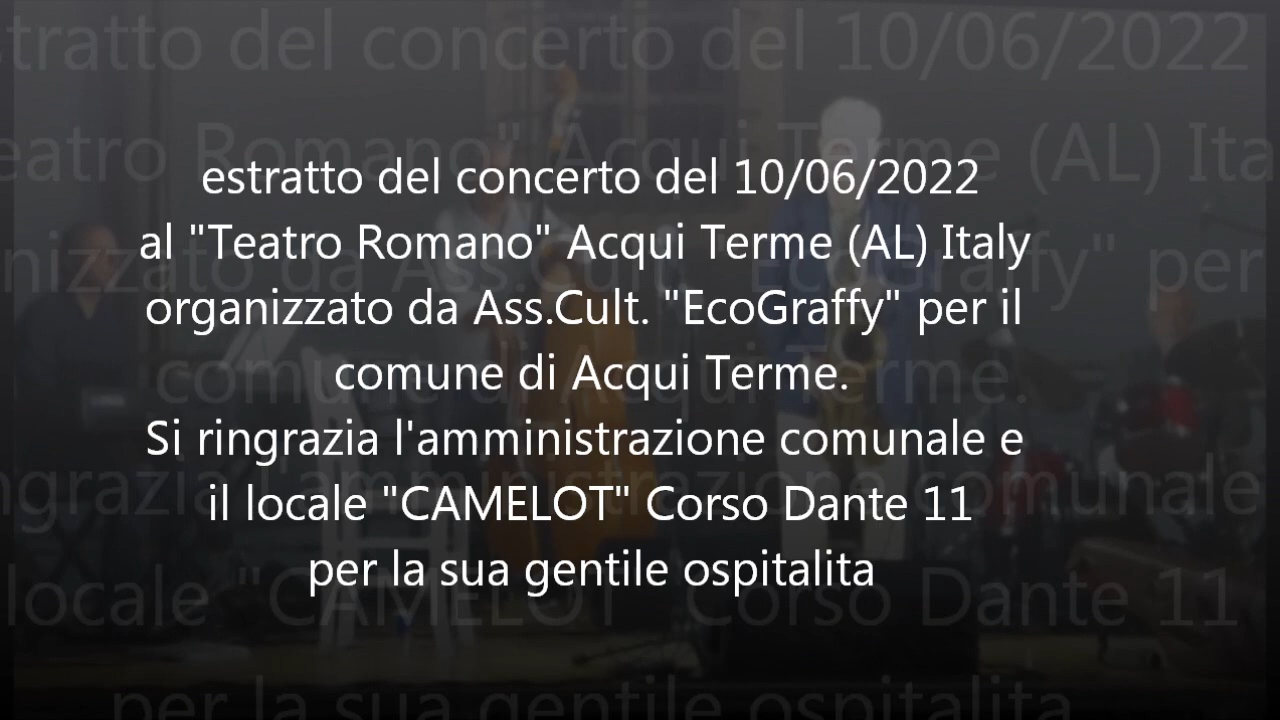 estratto del concerto del 10/06/2022
al "Teatro Romano" Acqui Terme (AL) Italy
organizzato da Ass.Cult. "EcoGraffy" per il
comune di Acqui Terme.
Si ringrazia l'amministrazione comunale e
il locale "CAMELOT" Corso Dante 11
per la sua gentile ospitalita